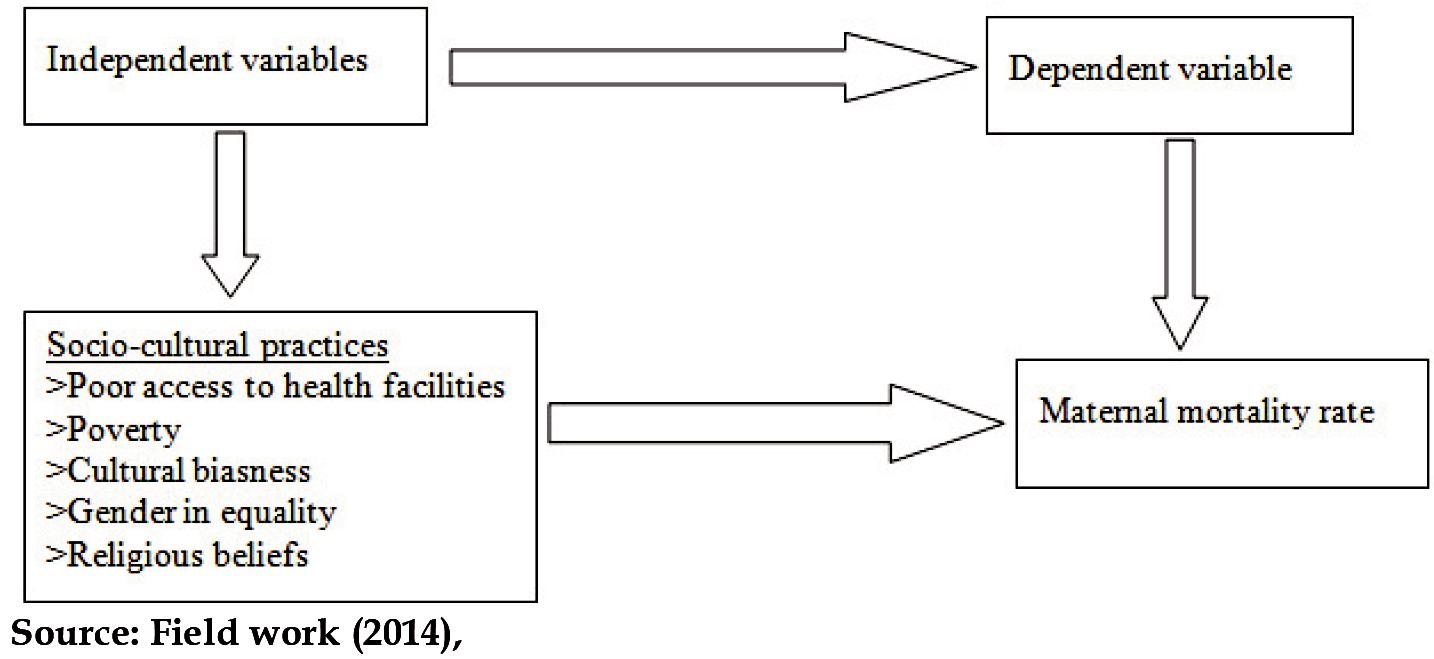 Independent variables
Dependent variable
Socio-cultural practices
>Poor access to health facilities
>Poverty
>Cultural biasness
>Gender in equality
>Religious beliefs
Maternal mortality rate
Source: Field work (2014),